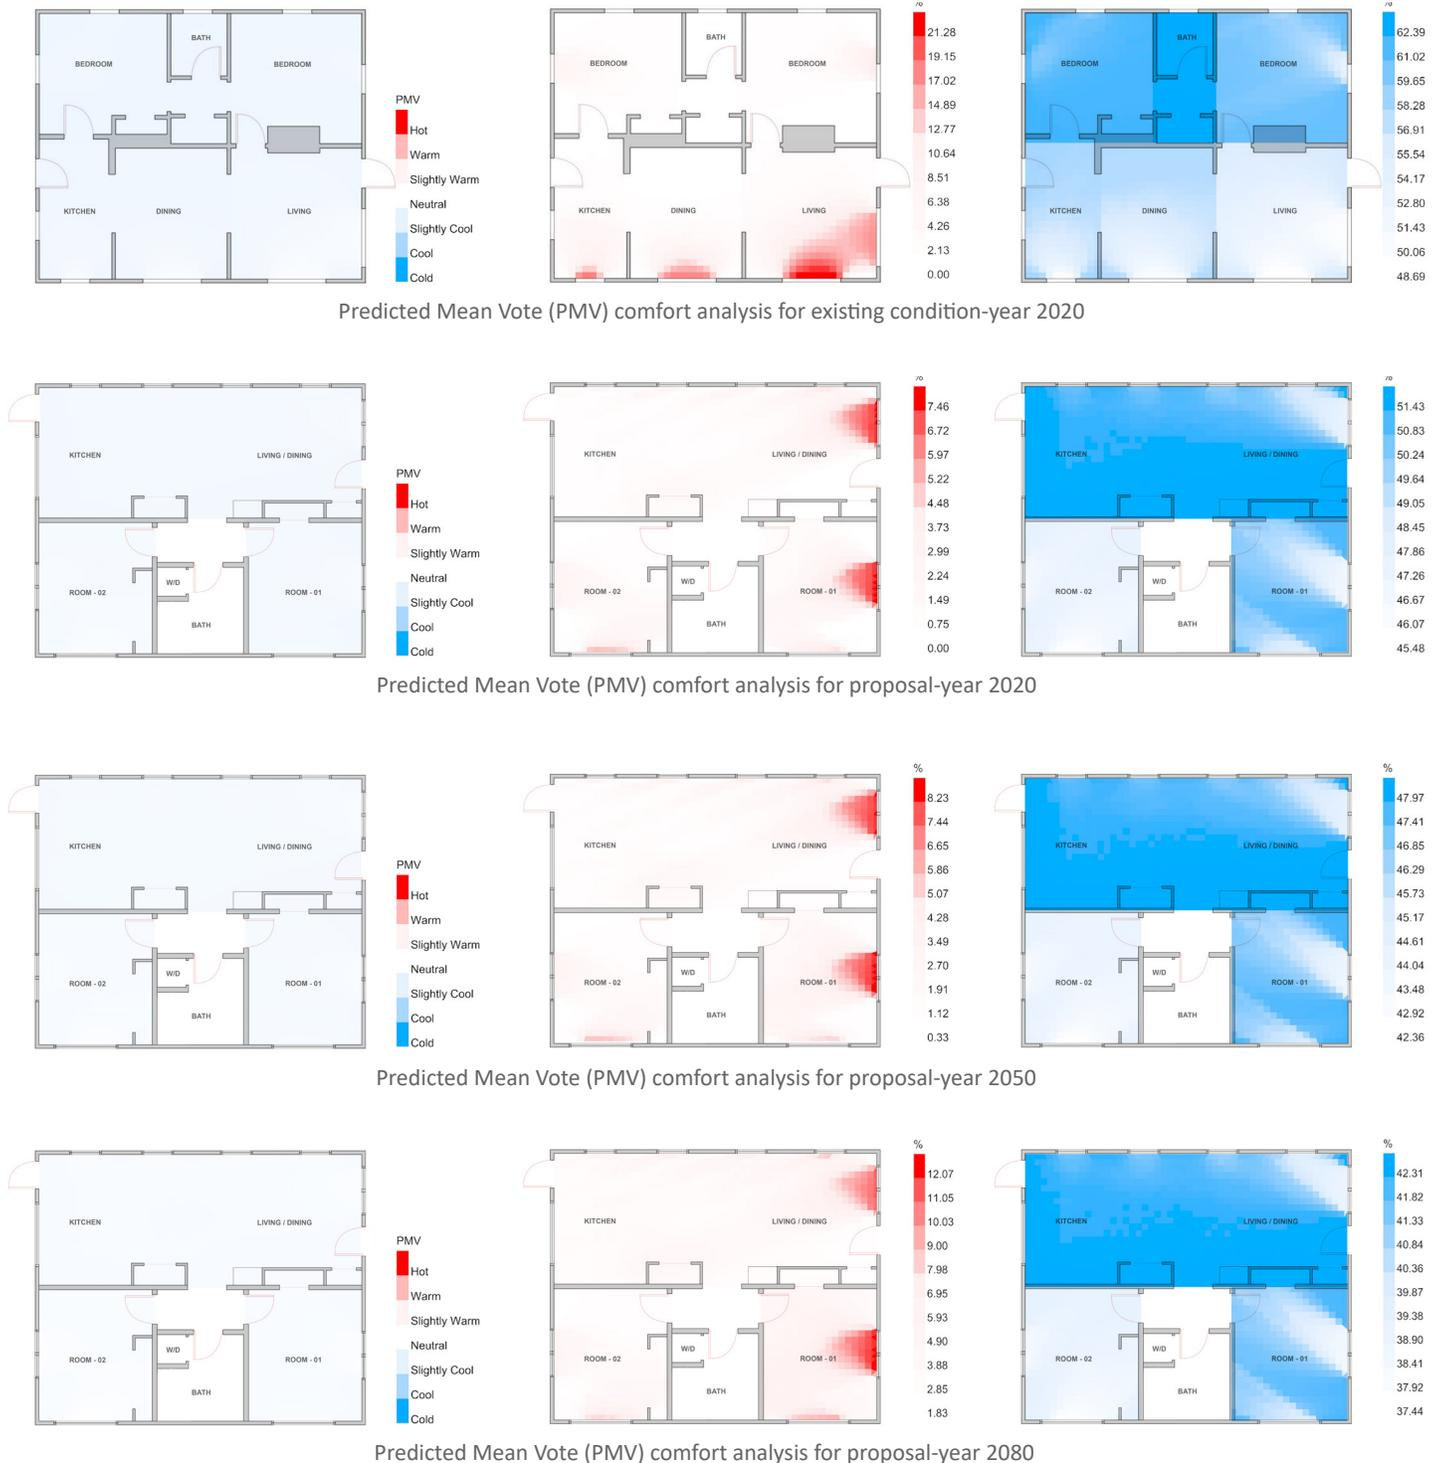 BATH
BEDROOM
BEDROOM
KITCHEN
DINING
LIVING
PMV
Hot
Warm
Slightly Warm
Neutral
Slightly Cool
Cool
Cold
BATH
BEDROOM
BEDROOM
KITCHEN
DINING
LIVING
%
21.28
19.15
17.02
14.89
12.77
10.64
8.51
6.38
4.26
2.13
0.00
BATH
BEDROOM
BEDROOM
KITCHEN
DINING
LIVING
%
62.39
61.02
59.65
58.28
56.91
55.54
54.17
52.80
51.43
50.06
48.69
Predicted Mean Vote (PMV) comfort analysis for existing condition-year 2020
KITCHEN
LIVING / DINING
ROOM - 02
W/D
ROOM - 01
BATH
PMV
Hot
Warm
Slightly Warm
Neutral
Slightly Cool
Cool
Cold
KITCHEN
LIVING / DINING
ROOM - 02
W/D
ROOM - 01
BATH
%
7.46
6.72
5.97
5.22
4.48
3.73
2.99
2.24
1.49
0.75
0.00
KITCHEN
LIVING / DINING
ROOM - 02
W/D
ROOM - 01
BATH
%
51.43
50.83
50.24
49.64
49.05
48.45
47.86
47.26
46.67
46.07
45.48
Predicted Mean Vote (PMV) comfort analysis for proposal-year 2020
KITCHEN
LIVING / DINING
ROOM - 02
W/D
ROOM - 01
BATH
PMV
Hot
Warm
Slightly Warm
Neutral
Slightly Cool
Cool
Cold
KITCHEN
LIVING / DINING
ROOM - 02
W/D
ROOM - 01
BATH
%
8.23
7.44
6.65
5.86
5.07
4.28
3.49
2.70
1.91
1.12
0.33
KITCHEN
LIVING / DINING
ROOM - 02
W/D
ROOM - 01
BATH
%
47.97
47.41
46.85
46.29
45.73
45.17
44.61
44.04
43.48
42.92
42.36
Predicted Mean Vote (PMV) comfort analysis for proposal-year 2050
KITCHEN
LIVING / DINING
ROOM - 02
W/D
ROOM - 01
BATH
PMV
Hot
Warm
Slightly Warm
Neutral
Slightly Cool
Cool
Cold
KITCHEN
LIVING / DINING
ROOM - 02
W/D
ROOM - 01
BATH
%
12.07
11.05
10.03
9.00
7.98
6.95
5.93
4.90
3.88
2.85
1.83
KITCHEN
LIVING / DINING
ROOM - 02
W/D
ROOM - 01
BATH
%
42.31
41.82
41.33
40.84
40.36
39.87
39.38
38.90
38.41
37.92
37.44
Predicted Mean Vote (PMV) comfort analysis for proposal-year 2080